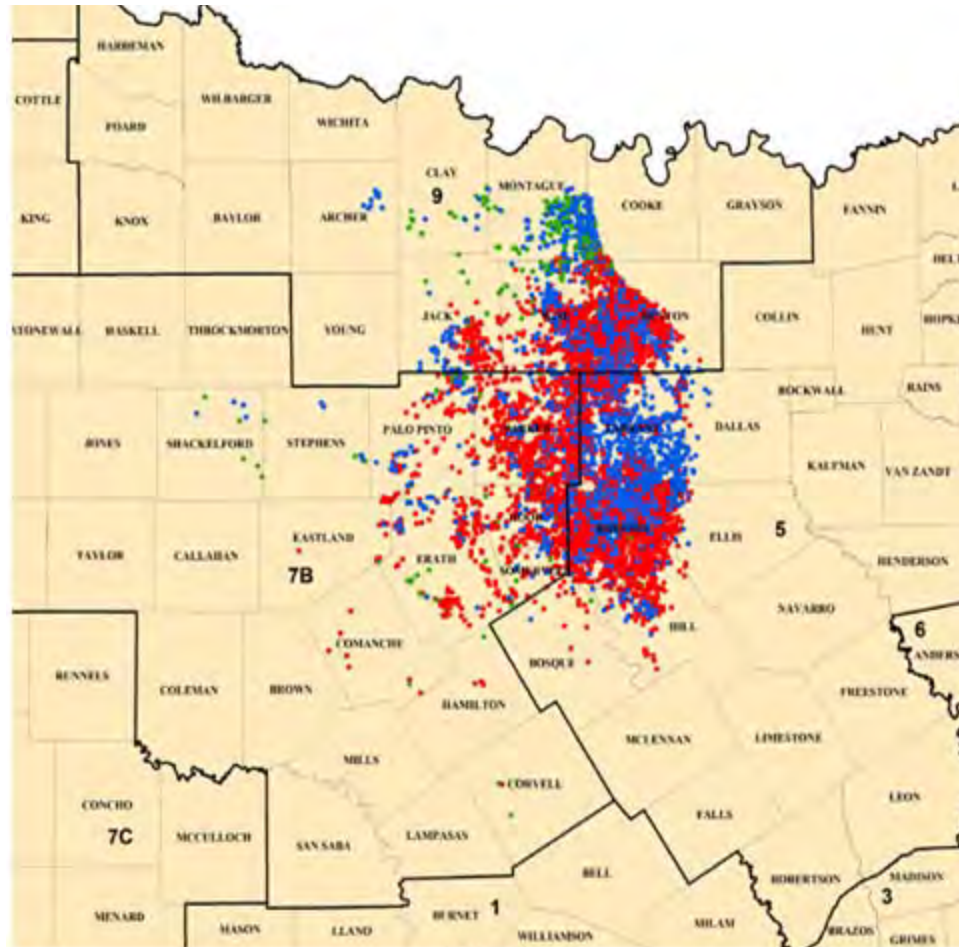 HARDEMAN
COTTLE
WILBARGER
FOARD
WICHITA
CLAY
9
MONTAGUE
COOKE
GRAYSON
FANNIN
KING
KNOX
BAYLOR
ARCHER
JACK
DENTON
COLLIN
HUNT
STONEWALL
HASKELL
THROCKMORTON
YOUNG
ROCKWALL
RAINS
JONES
SHACKELFORD
STEPHENS
PALO PINTO
DALLAS
KAUFMAN
VAN ZANDT
TAYLOR
CALLAHAN
EASTLAND
7B
ERATH
ELLIS
5
HENDERSON
NAVARRO
HILL
6
RUNNELS
COLEMAN
BROWN
COMANCHE
HAMILTON
BOSQUE
FREESTONE
MILLS
MCLENNAN
LIMESTONE
CORYELL
CONCHO
7C
MCCULLOCH
SAN SABA
LAMPASAS
FALLS
LEON
BELL
ROBERTSON
MADISON
3
MENARD
MASON
LLANO
BURNET
1
WILLIAMSON
MILAM
BRAZOS
GRIMES